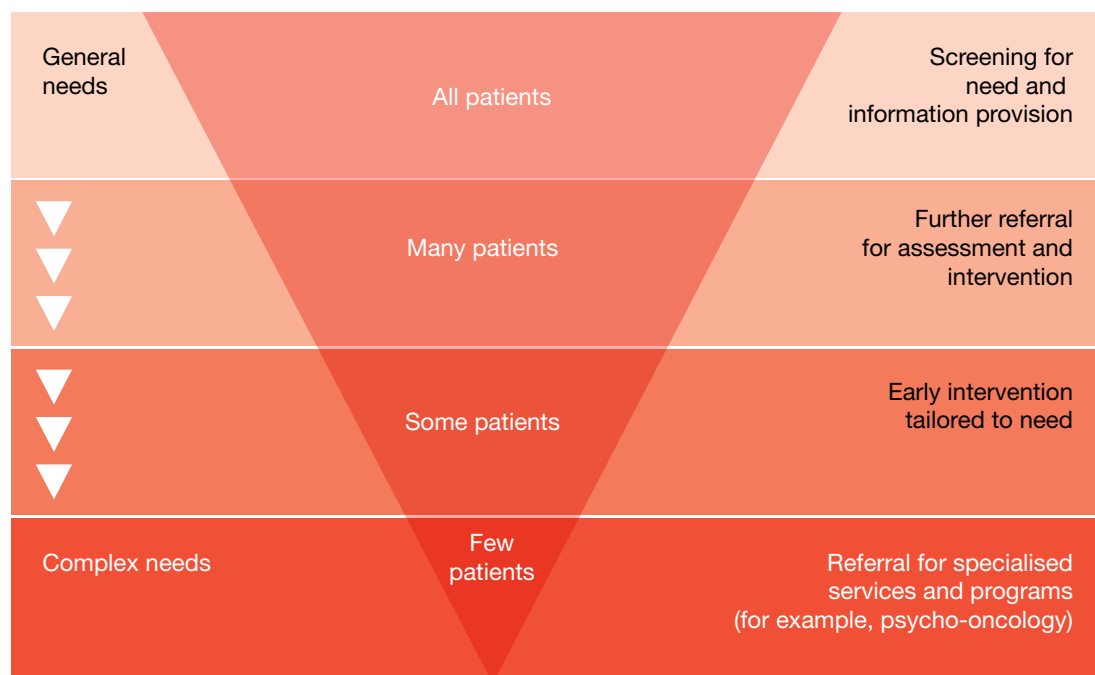 General
needs
All patients
Screening for
need and
information provision
Many patients
Further referral
for assessment and
intervention
Some patients
Early intervention
tailored to need
Complex needs
Few
patients
Referral for specialised
services and programs
(for example, psycho-oncology)